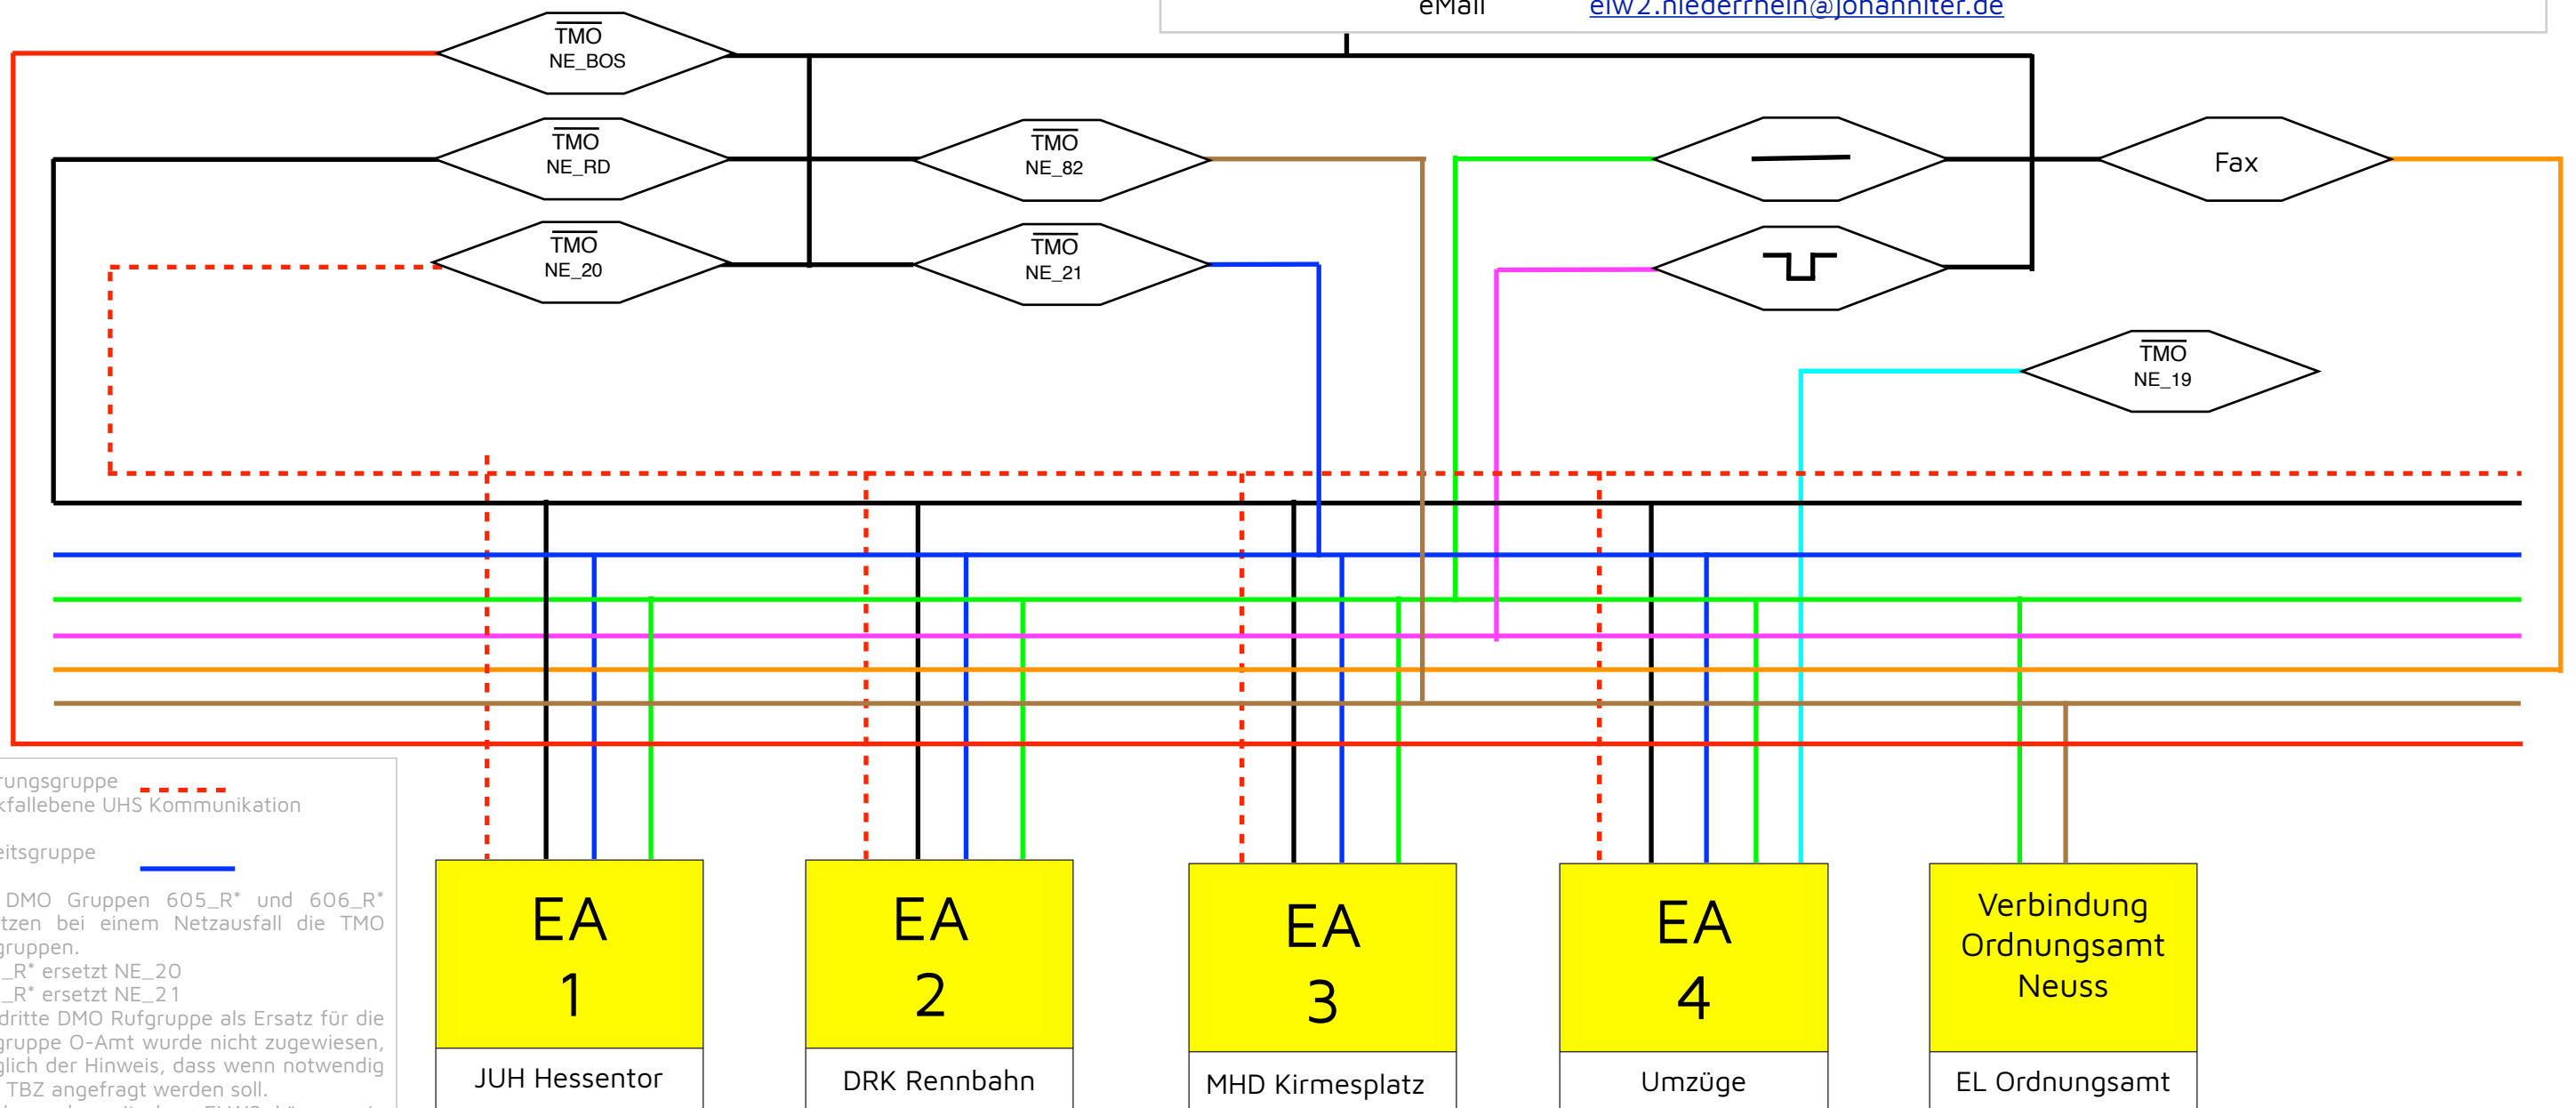 eMail elw2.niederrhein@johanniter.de
TMO
NE_BOS
TMO
NE_RD
TMO
NE_82
Fax
TMO
NE_20
TMO
NE_21
TMO
NE_19
rungsgruppe
kfallebene UHS Kommunikation
eitsgruppe
DMO Gruppen 605_R* und 606_R*
tzen bei einem Netzausfall die TMO
gruppen.
_R* ersetzt NE_20
_R* ersetzt NE_21
dritte DMO Rufgruppe als Ersatz für die
gruppe O-Amt wurde nicht zugewiesen,
glich der Hinweis, dass wenn notwendig
TBZ angefragt werden soll.
EA
1
JUH Hessentor
EA
2
DRK Rennbahn
EA
3
MHD Kirmesplatz
EA
4
Umzüge
Verbindung
Ordnungsamt
Neuss
EL Ordnungsamt